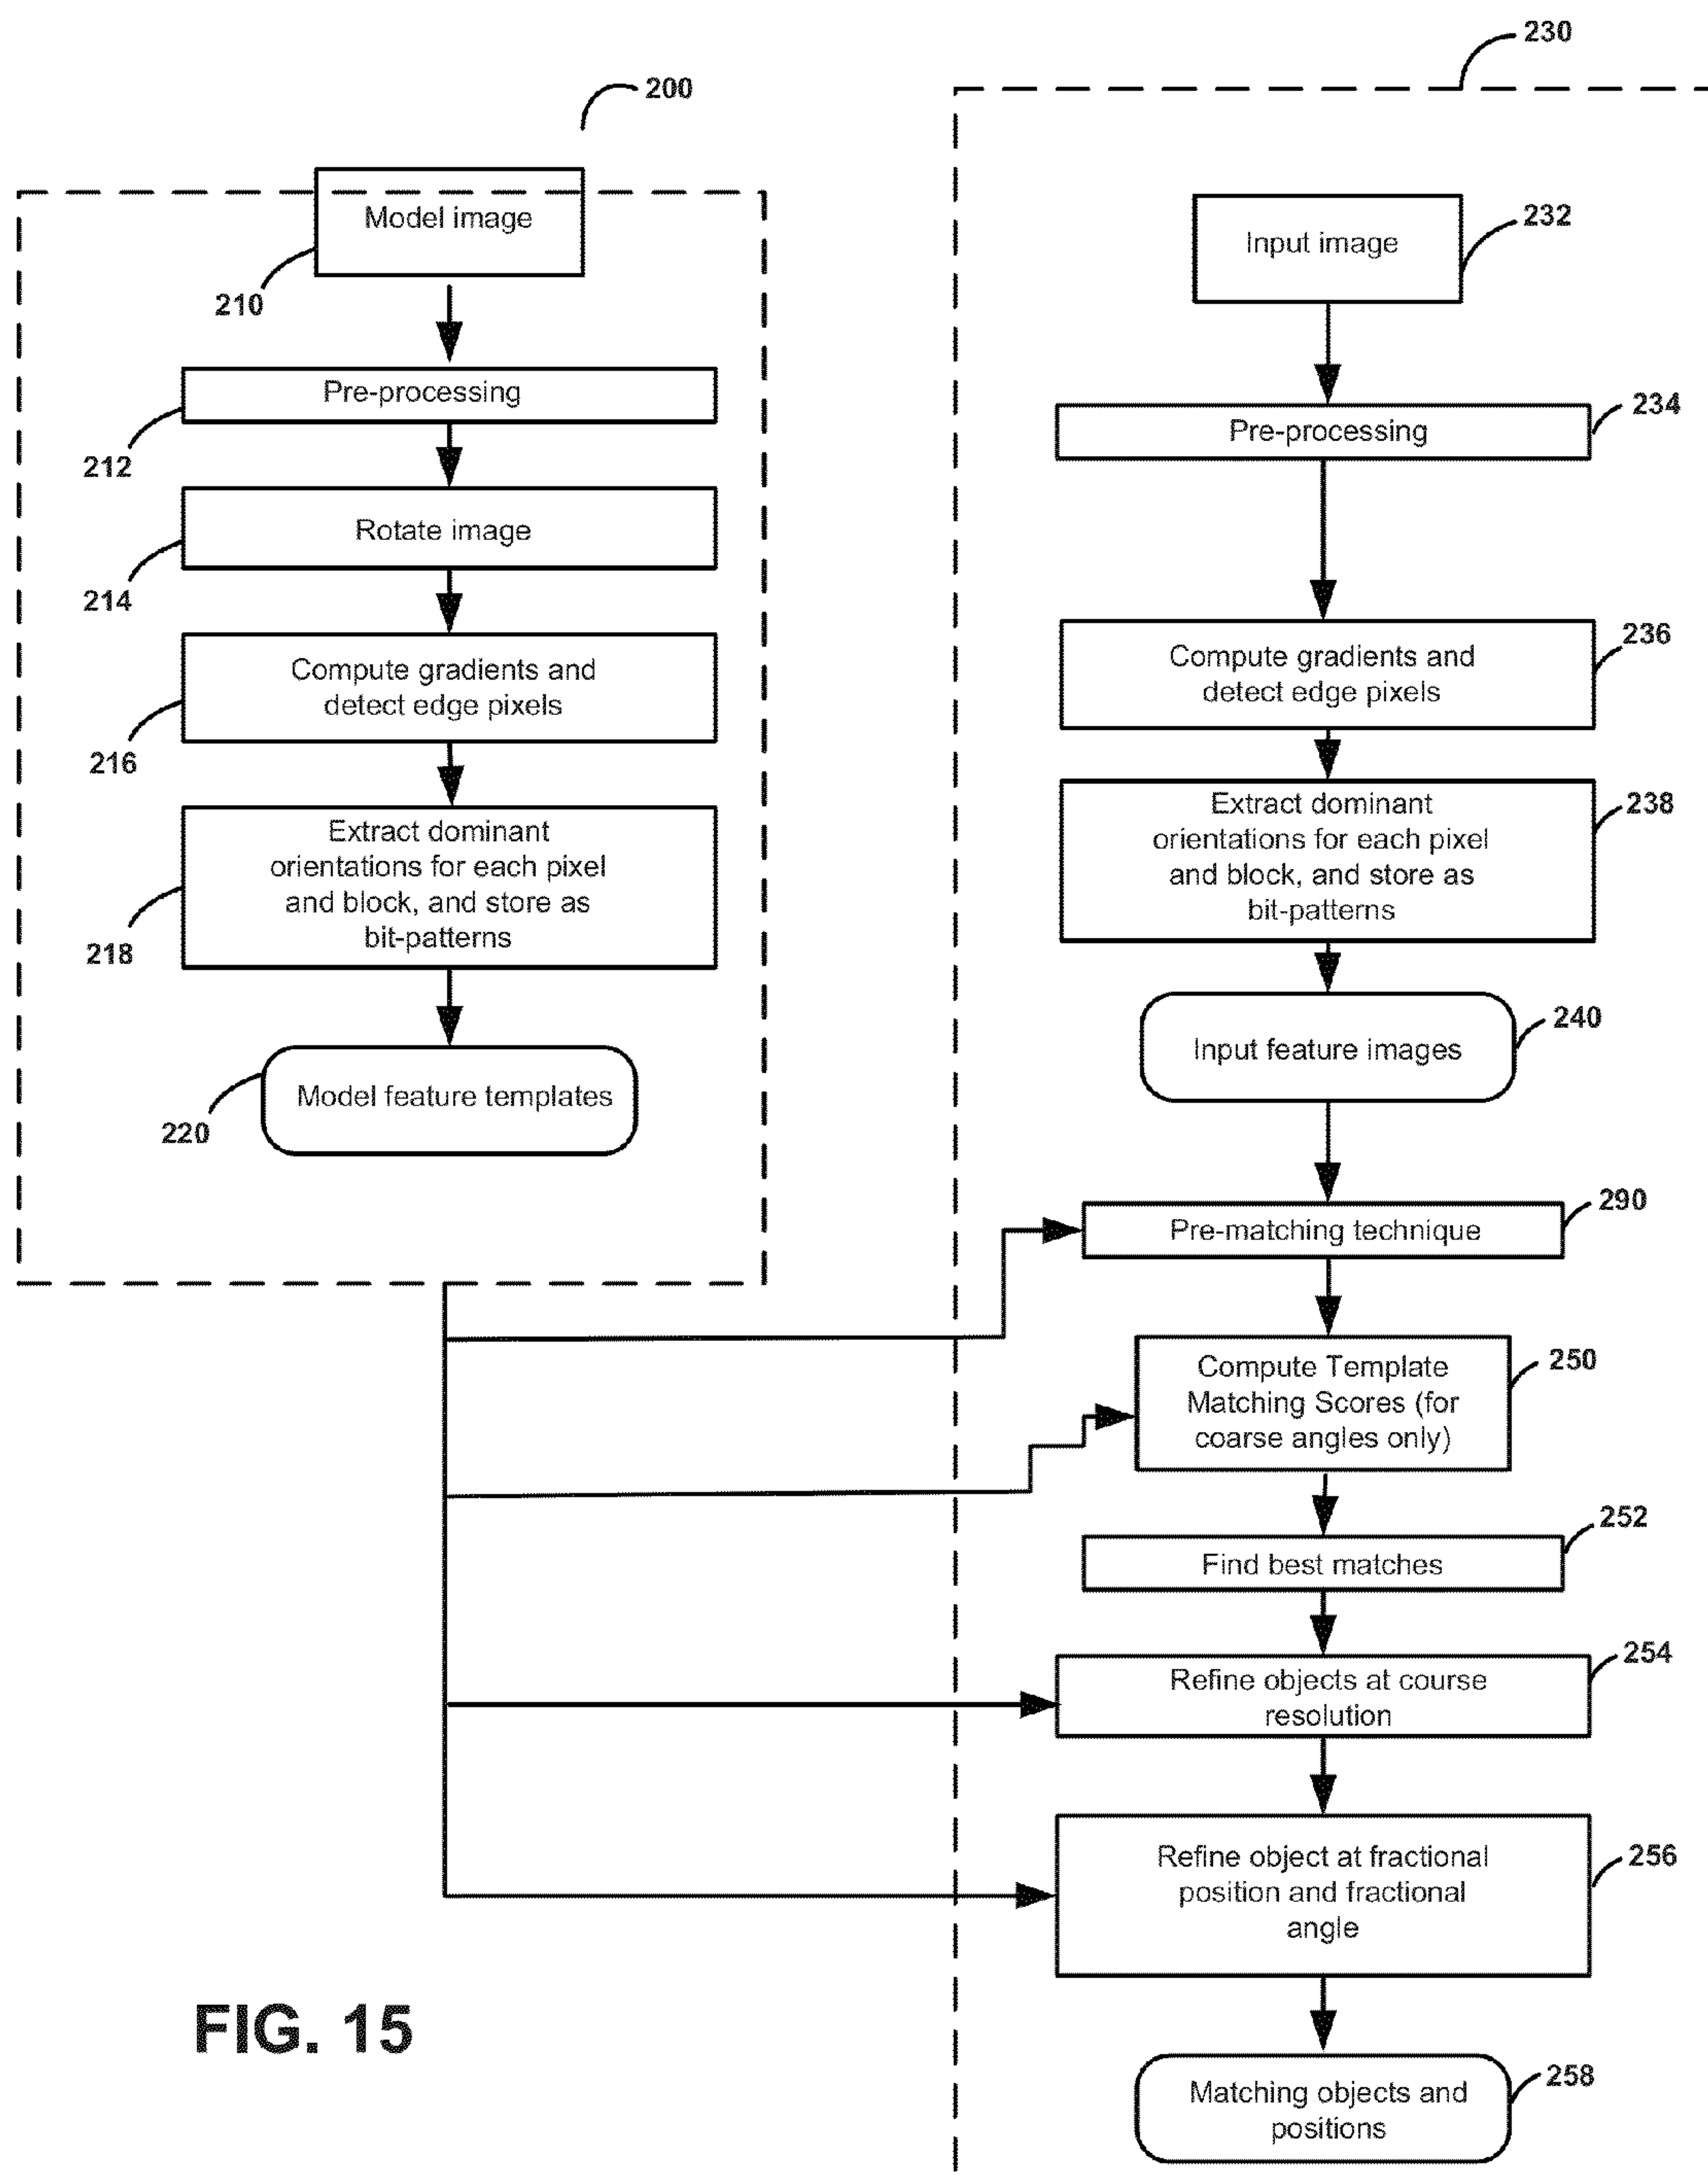 200
Model image
210
Pre-processing
212
Rotate image
214
Compute gradients and
detect edge pixels
216
Extract dominant
orientations for each pixel
and block, and store as
bit-patterns
218
Model feature templates
220
230
Input image
232
Pre-processing
234
Compute gradients and
detect edge pixels
236
Extract dominant
orientations for each pixel
and block, and store as
bit-patterns
238
Input feature images
240
Pre-matching technique
290
Compute Template
Matching Scores (for
coarse angles only)
250
Find best matches
252
Refine objects at course
resolution
254
Refine object at fractional
position and fractional
angle
256
Matching objects and
positions
258
FIG. 15